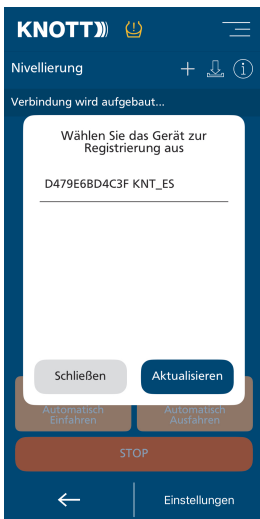 KNOTT
Nivellierung
Verbindung wird aufgebaut...
Wählen Sie das Gerät zur
Registrierung aus
D479E6BD4C3F KNT_ES
Schließen
Aktualisieren
Automatisch
Einfahren
Automatisch
Ausfahren
STOP
Einstellungen